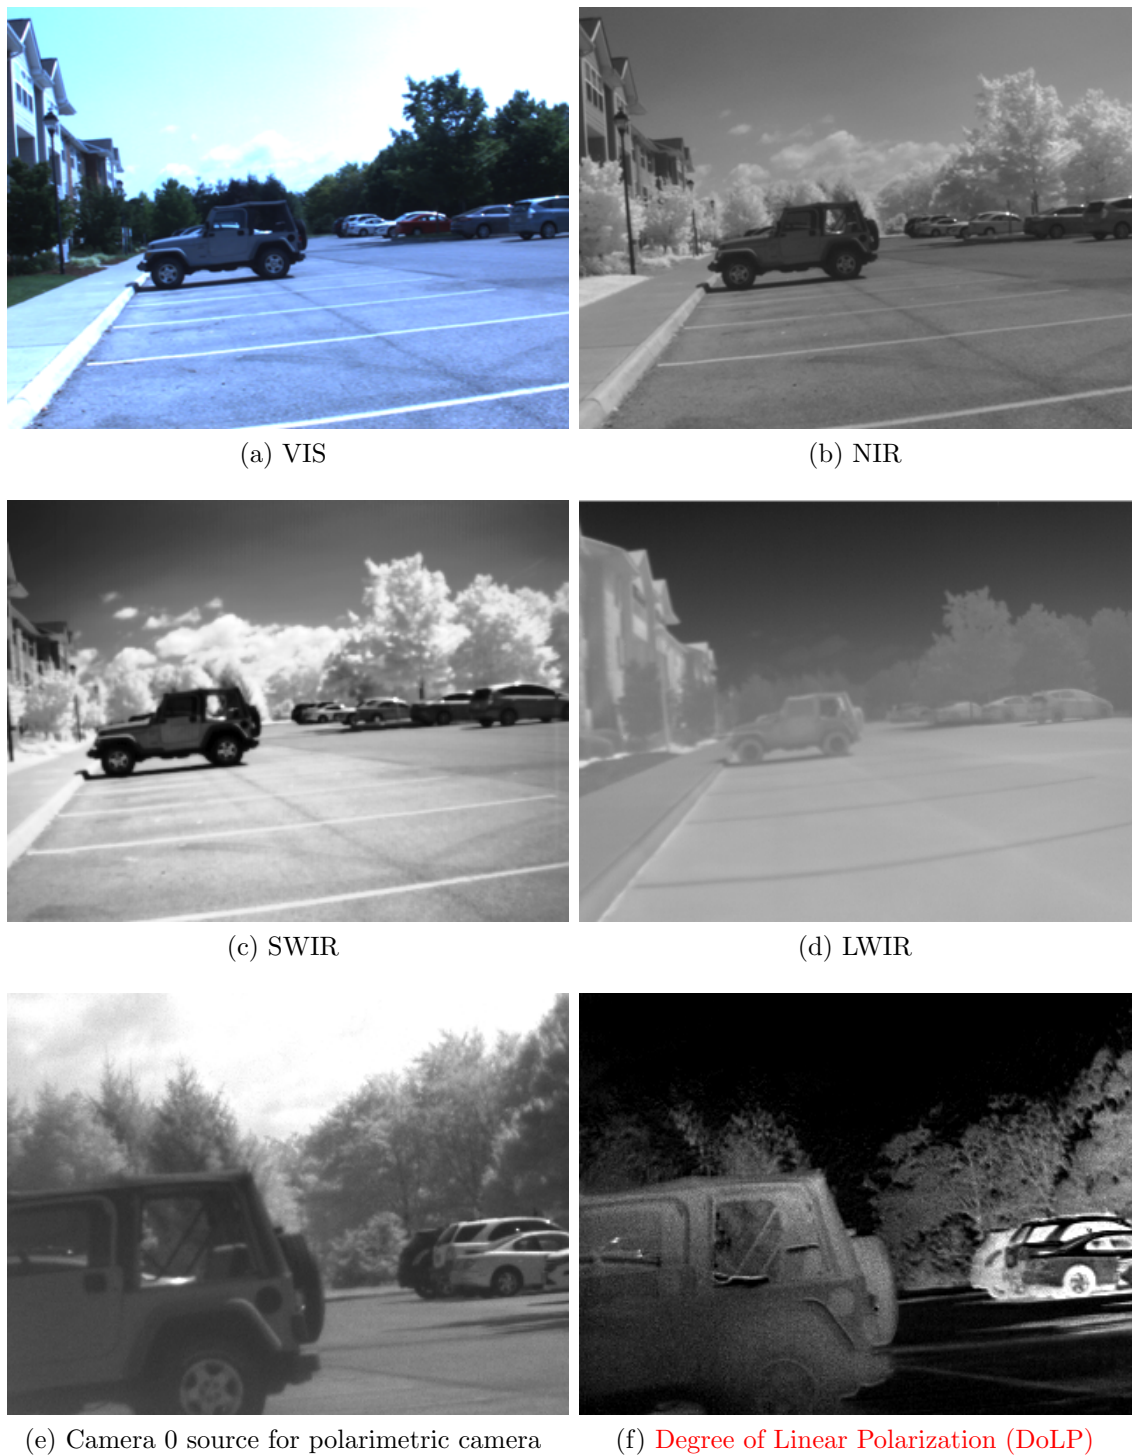 (a) VIS
(b) NIR
(c) SWIR
(d) LWIR
(e) Camera 0 source for polarimetric camera
(f) Degree of Linear Polarization (DoLP)